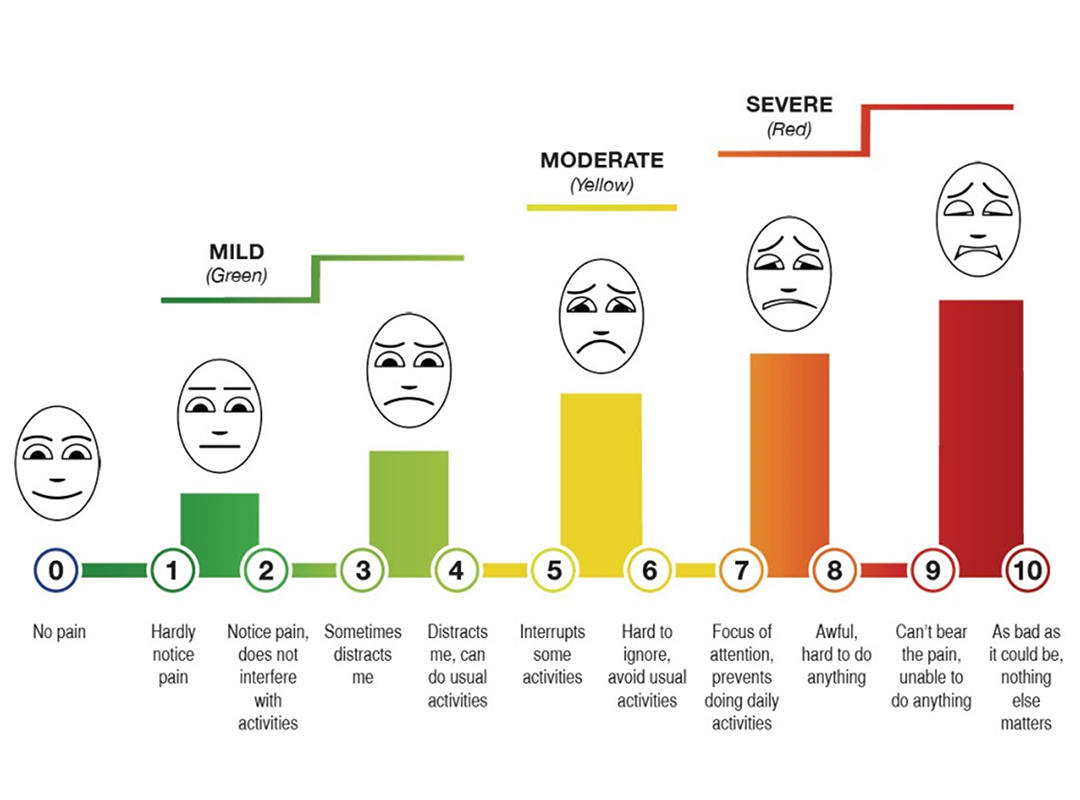 SEVERE
(Red)
MODERATE
(Yellow)
MILD
(Green)
0
1
2
3
4
5
6
7
8
9
10
No pain
Hardly
notice
pain
Notice pain,
does not
interfere
with
activities
Sometimes
distracts
me
Distracts
me, can
do usual
activities
Interrupts
some
activities
Hard to
ignore,
avoid usual
activities
Focus of
attention,
prevents
doing daily
activities
Awful,
hard to do
anything
Can't bear
the pain,
unable to
do anything
As bad as
it could be,
nothing
else
matters